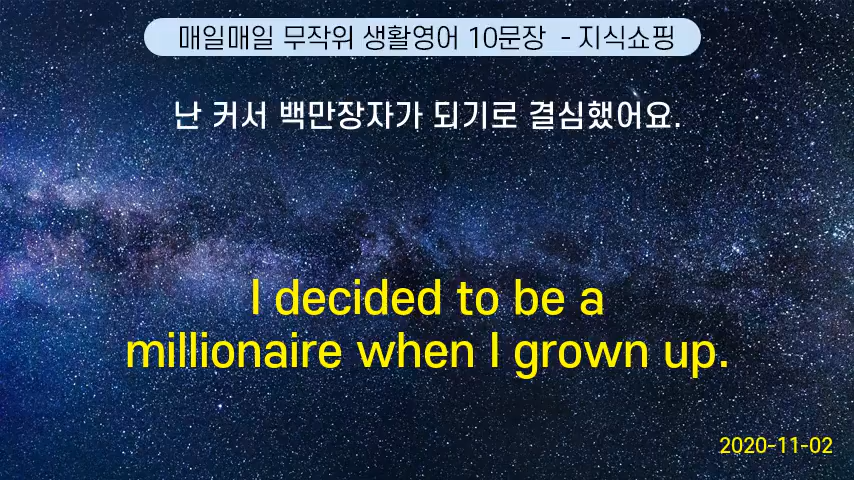 매일매일 무작위 생활영어 10문장 - 지식쇼핑
난 커서 백만장쟈가 되기로 결심했어요.
I decided to be a
millionaire when I grown up.
2020-11-02